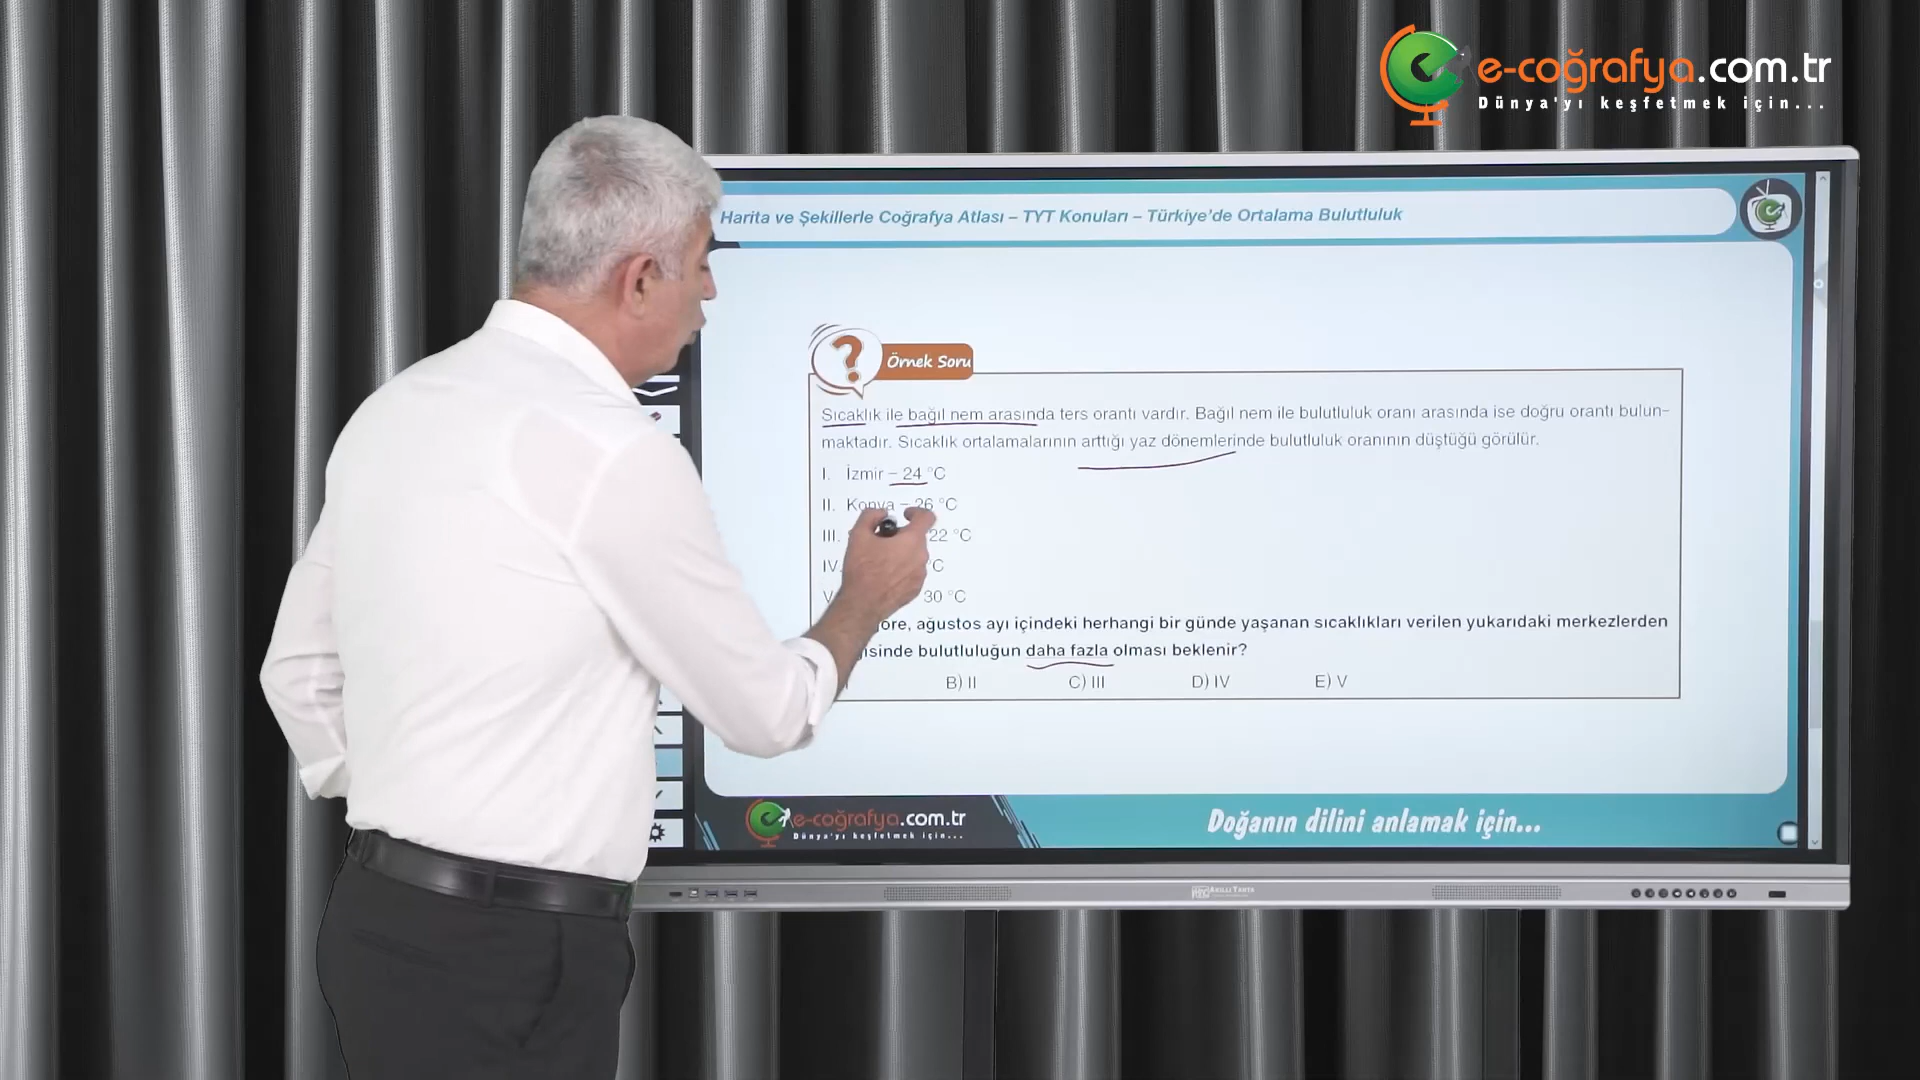 e-coğrafya.com.tr
Dünya'yı keşfetmek için...
Harita ve Şekillerle Coğrafya Atlası – TYT Konuları – Türkiye'de Ortalama Bulutluluk
Örnek Soru
Sıcaklık ile bağıl nem arasında ters orantı vardır. Bağıl nem ile bulutluluk oranı arasında ise doğru orantı bulun-
maktadır. Sıcaklık ortalamalarının arttığı yaz dönemlerinde bulutluluk oranının düştüğü görülür.
I. İzmir – 24 °C
II. Konya – 26 °C
III. 22 °C
IV. °C
V 30 °C
ağustos ayı içindeki herhangi bir günde yaşanan sıcaklıkları verilen yukarıdaki merkezlerden
bulutluluğun daha fazla olması beklenir?
B) II C) III D) IV E) V
e-coğrafya.com.tr
Dünya'yı keşfetmek için...
Doğanın dilini anlamak için...
AKILLI TAHTA